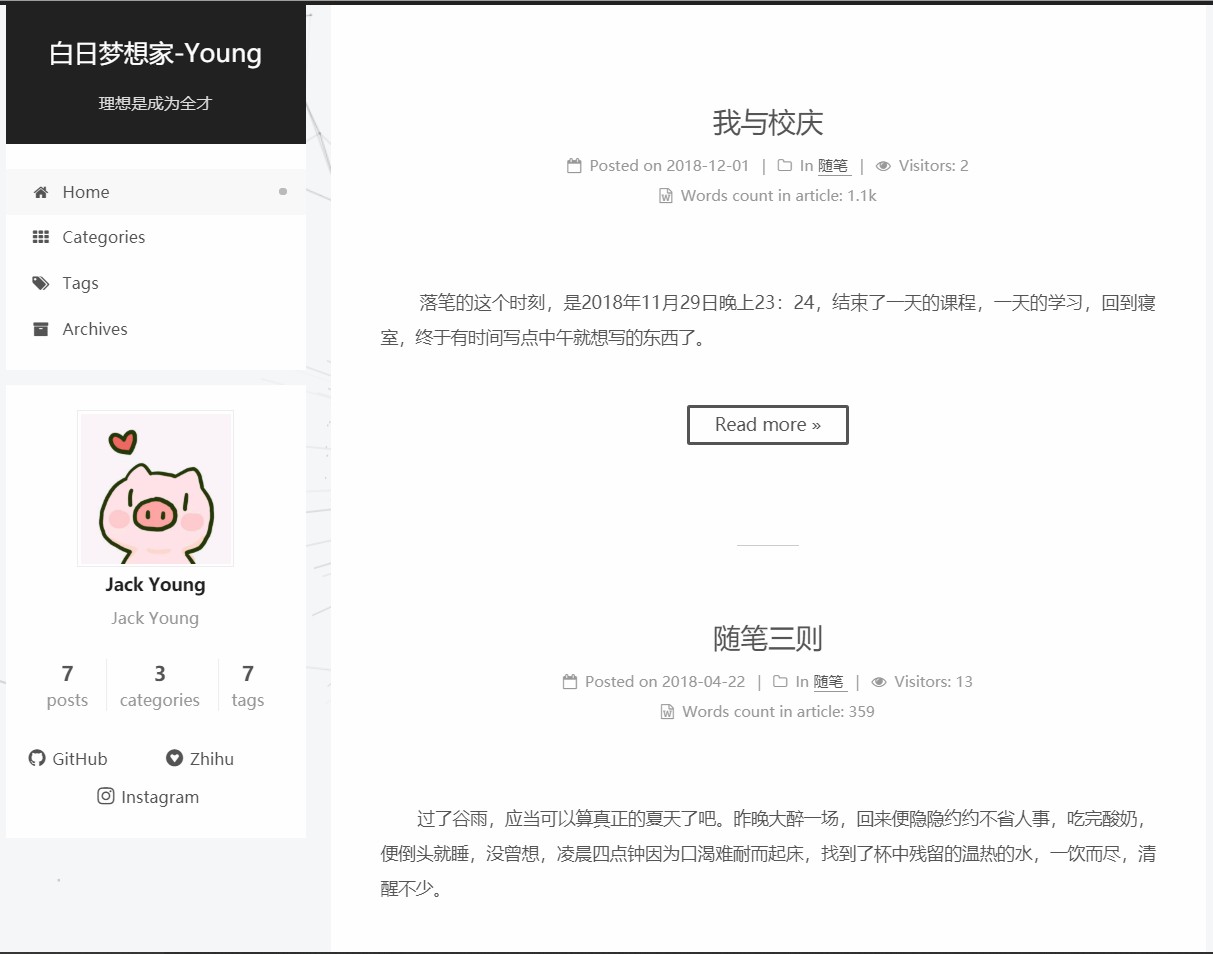 白日梦想家-Young
理想是成为全才
Home
Categories
Tags
Archives
Jack Young
Jack Young
7 3 7
posts categories tags
GitHub Zhihu
Instagram
我与校庆
Posted on 2018-12-01 | In 随笔 | Visitors: 2
Words count in article: 1.1k
落笔的这个时刻，是2018年11月29日晚上23：24，结束了一天的课程，一天的学习，回到寝
室，终于有时间写点中午就想写的东西了。
Read more »
随笔三则
Posted on 2018-04-22 | In 随笔 | Visitors: 13
Words count in article: 359
过了谷雨，应当可以算真正的夏天了吧。昨晚大醉一场，回来便隐隐约约不省人事，吃完酸奶，
便倒头就睡，没曾想，凌晨四点钟因为口渴难耐而起床，找到了杯中残留的温热的水，一饮而尽，清
醒不少。